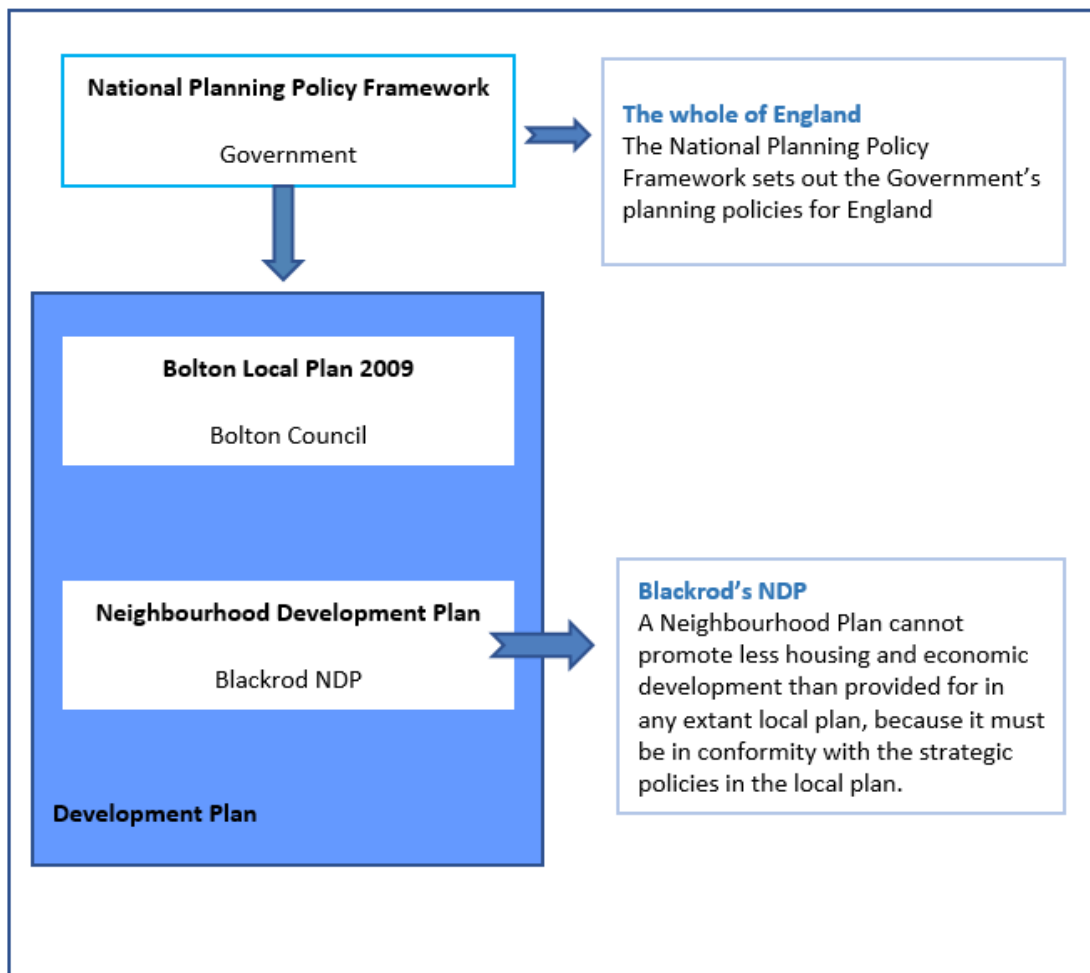 National Planning Policy Framework
Government
The whole of England
The National Planning Policy
Framework sets out the Government’s
planning policies for England
Bolton Local Plan 2009
Bolton Council
Neighbourhood Development Plan
Blackrod NDP
Blackrod’s NDP
A Neighbourhood Plan cannot
promote less housing and economic
development than provided for in
any extant local plan, because it must
be in conformity with the strategic
policies in the local plan.
Development Plan